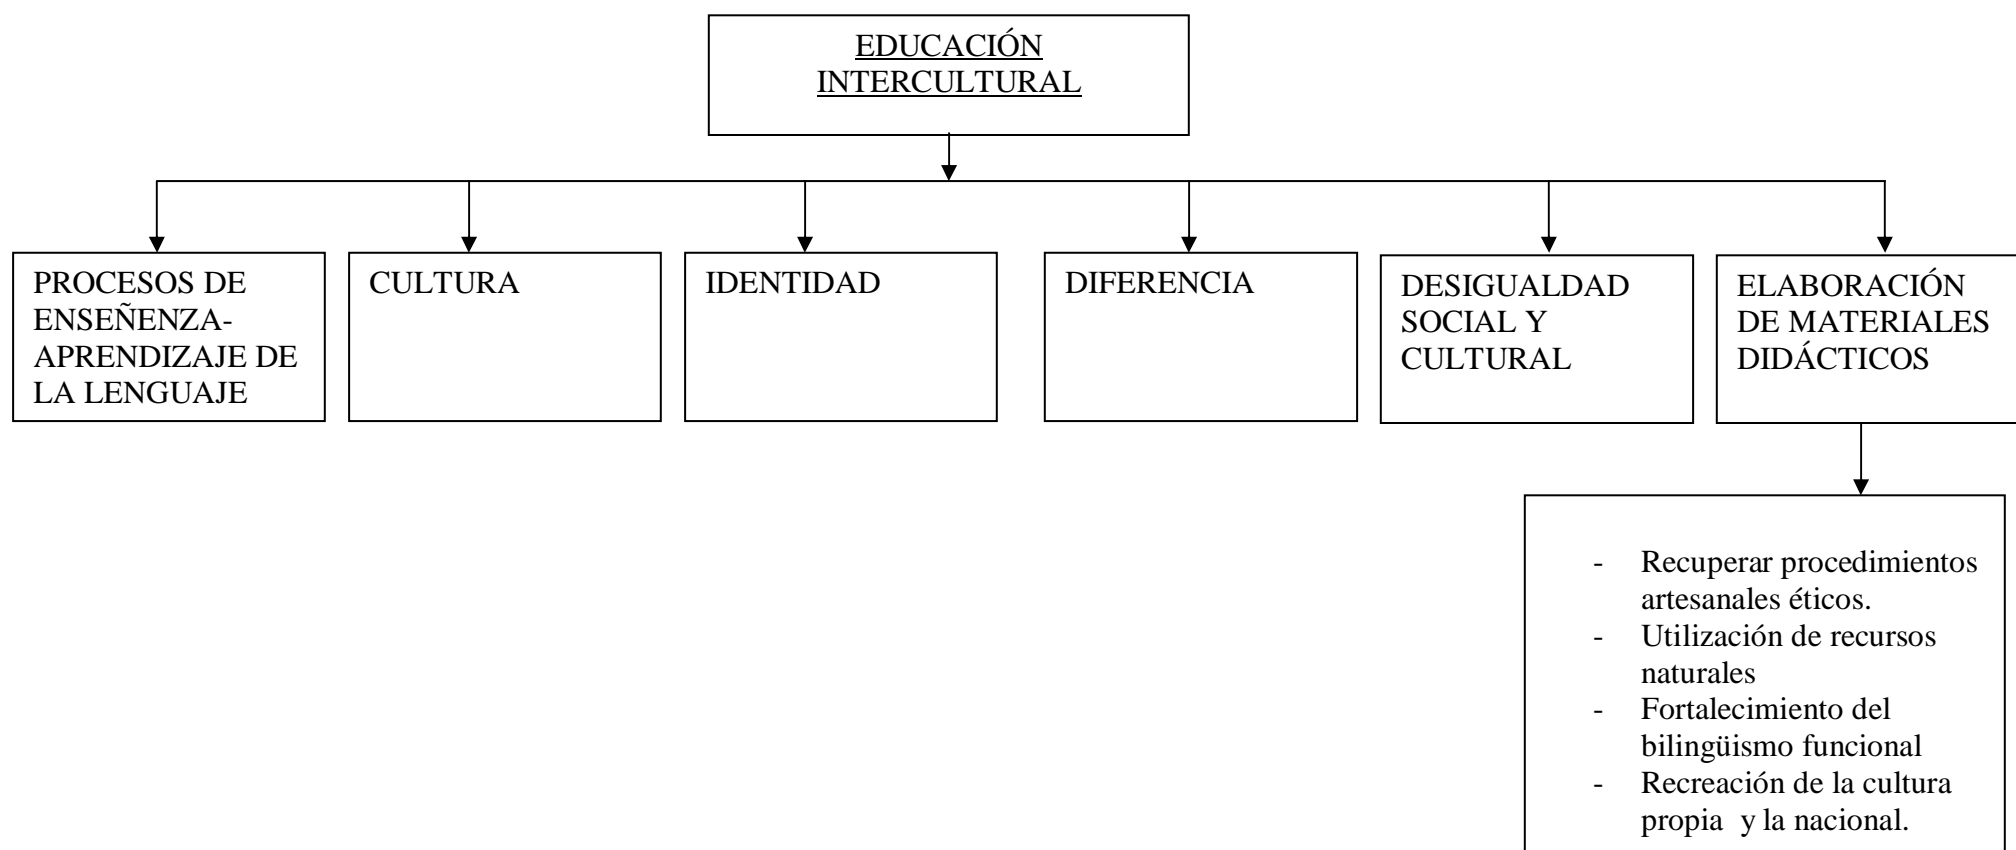 EDUCACIÓN
INTERCULTURAL
PROCESOS DE
ENSEÑENZA-
APRENDIZAJE DE
LA LENGUAJE
CULTURA
IDENTIDAD
DIFERENCIA
DESIGUALDAD
SOCIAL Y
CULTURAL
ELABORACIÓN
DE MATERIALES
DIDÁCTICOS
- Recuperar procedimientos
artesanales éticos.
- Utilización de recursos
naturales
- Fortalecimiento del
bilingüismo funcional
- Recreación de la cultura
propia y la nacional.